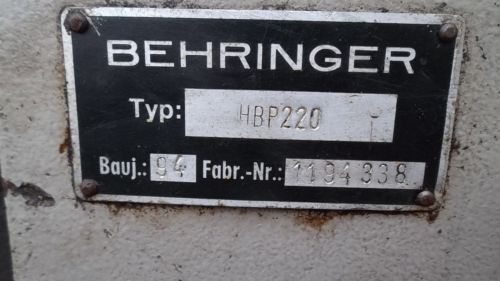 BEHRINGER
Typ: HBP220
Bauj.: 94 Fabr.-Nr.: 1194338